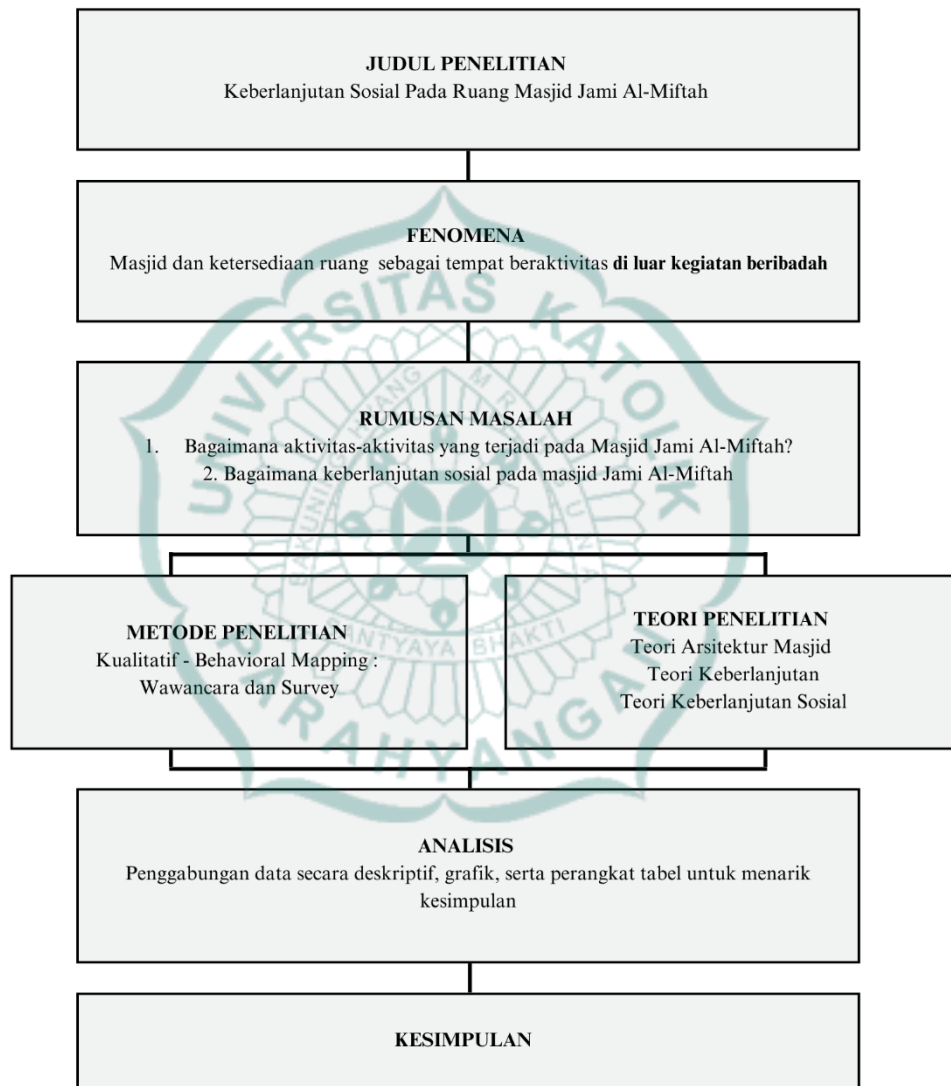 JUDUL PENELITIAN
Keberlanjutan Sosial Pada Ruang Masjid Jami Al-Miftah
FENOMENA
Masjid dan ketersediaan ruang sebagai tempat beraktivitas di luar kegiatan beribadah
RUMUSAN MASALAH
1. Bagaimana aktivitas-aktivitas yang terjadi pada Masjid Jami Al-Miftah?
2. Bagaimana keberlanjutan sosial pada masjid Jami Al-Miftah
METODE PENELITIAN
Kualitatif - Behavioral Mapping :
Wawancara dan Survey
TEORI PENELITIAN
Teori Arsitektur Masjid
Teori Keberlanjutan
Teori Keberlanjutan Sosial
ANALISIS
Penggabungan data secara deskriptif, grafik, serta perangkat tabel untuk menarik
kesimpulan
KESIMPULAN
UNIVERSITAS KATOLIK
PARAHYANGAN